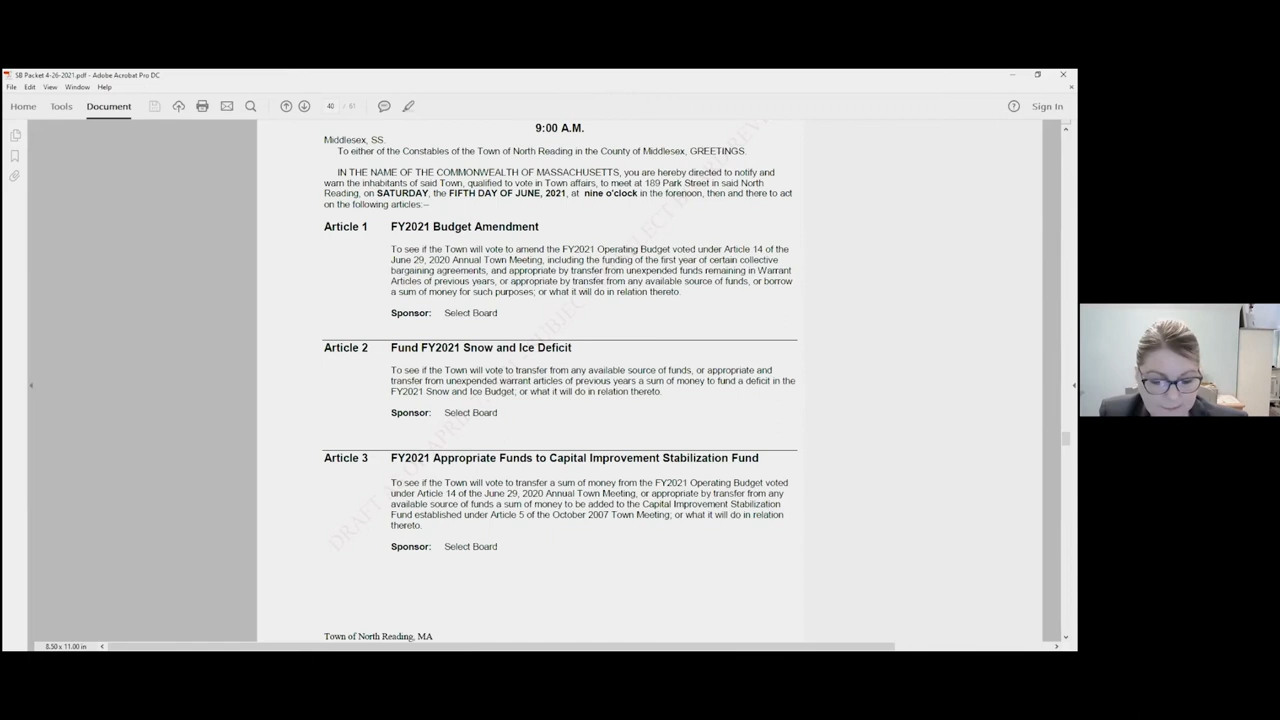 SB Packet 4-26-2021.pdf - Adobe Acrobat Pro DC
File Edit View Window Help
Home Tools Document 40 / 61 Sign In
9:00 A.M.
Middlesex, SS.
To either of the Constables of the Town of North Reading in the County of Middlesex, GREETINGS.
IN THE NAME OF THE COMMONWEALTH OF MASSACHUSETTS, you are hereby directed to notify and
warn the inhabitants of said Town, qualified to vote in Town affairs, to meet at 189 Park Street in said North
Reading, on SATURDAY, the FIFTH DAY OF JUNE, 2021, at nine o'clock in the forenoon, then and there to act
on the following articles:--
Article 1 FY2021 Budget Amendment
To see if the Town will vote to amend the FY2021 Operating Budget voted under Article 14 of the
June 29, 2020 Annual Town Meeting, including the funding of the first year of certain collective
bargaining agreements, and appropriate by transfer from unexpended funds remaining in Warrant
Articles of previous years, or appropriate by transfer from any available source of funds, or borrow
a sum of money for such purposes; or what it will do in relation thereto.
Sponsor: Select Board
Article 2 Fund FY2021 Snow and Ice Deficit
To see if the Town will vote to transfer from any available source of funds, or appropriate and
transfer from unexpended warrant articles of previous years a sum of money to fund a deficit in the
FY2021 Snow and Ice Budget; or what it will do in relation thereto.
Sponsor: Select Board
Article 3 FY2021 Appropriate Funds to Capital Improvement Stabilization Fund
To see if the Town will vote to transfer a sum of money from the FY2021 Operating Budget voted
under Article 14 of the June 29, 2020 Annual Town Meeting, or appropriate by transfer from any
available source of funds a sum of money to be added to the Capital Improvement Stabilization
Fund established under Article 5 of the October 2007 Town Meeting; or what it will do in relation
thereto.
Sponsor: Select Board
Town of North Reading, MA
8.50 x 11.00 in